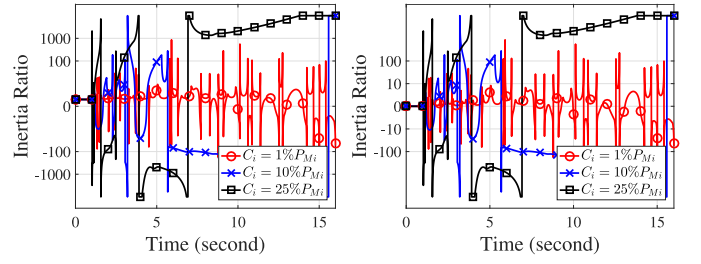 1000
100
0
-100
-1000
Inertia Ratio
C_i = 1%P_{Mi}
C_i = 10%P_{Mi}
C_i = 25%P_{Mi}
0 5 10 15
Time (second)
100
10
0
-10
-100
Inertia Ratio
C_i = 1%P_{Mi}
C_i = 10%P_{Mi}
C_i = 25%P_{Mi}
0 5 10 15
Time (second)